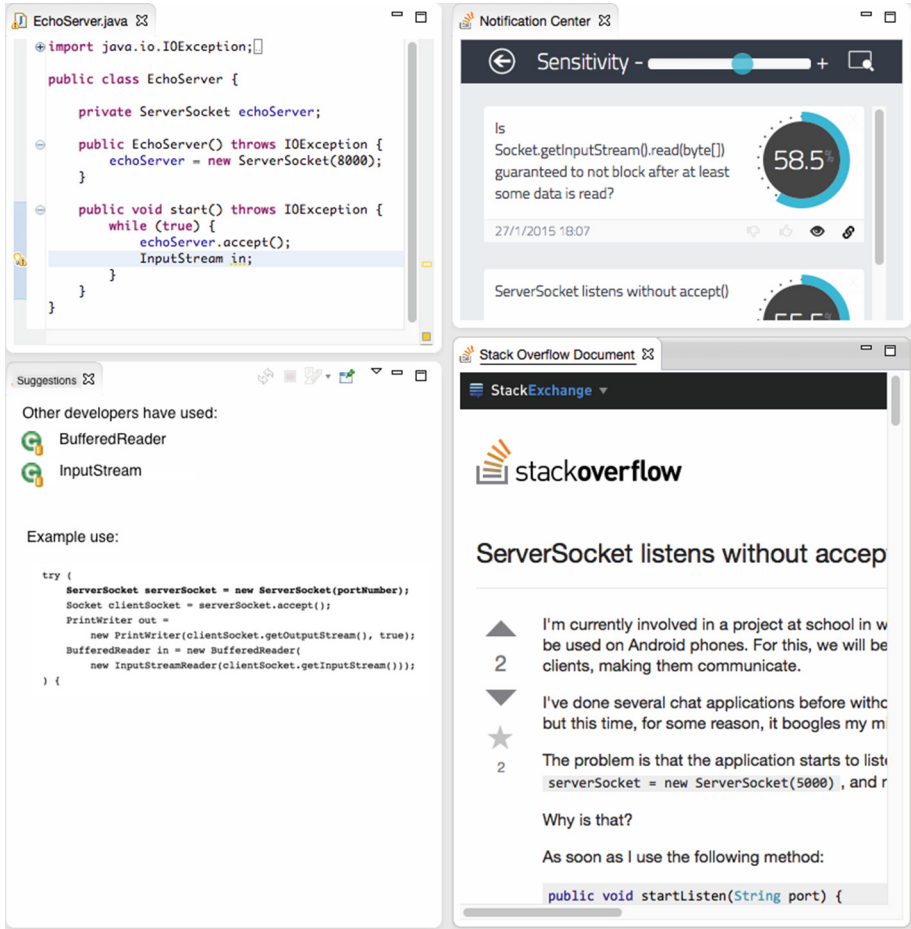 EchoServer.java
import java.io.IOException;
public class EchoServer {
private ServerSocket echoServer;
public EchoServer() throws IOException {
echoServer = new ServerSocket(8000);
}
public void start() throws IOException {
while (true) {
echoServer.accept();
InputStream in;
}
}
}
Notification Center
Sensitivity - +
Is
Socket.getInputStream().read(byte[])
guaranteed to not block after at least
some data is read?
58.5
27/1/2015 18:07
ServerSocket listens without accept()
Suggestions
Other developers have used:
BufferedReader
InputStream
Example use:
try (
ServerSocket serverSocket = new ServerSocket(portNumber);
Socket clientSocket = serverSocket.accept();
PrintWriter out =
new PrintWriter(clientSocket.getOutputStream(), true);
BufferedReader in = new BufferedReader(
new InputStreamReader(clientSocket.getInputStream()));
) {
Stack Overflow Document
StackExchange
stackoverflow
ServerSocket listens without accep
2
I'm currently involved in a project at school in w
be used on Android phones. For this, we will be
clients, making them communicate.
I've done several chat applications before witho
but this time, for some reason, it boogles my mi
2
The problem is that the application starts to liste
serverSocket = new ServerSocket(5000) , and r
Why is that?
As soon as I use the following method:
public void startListen(String port) {